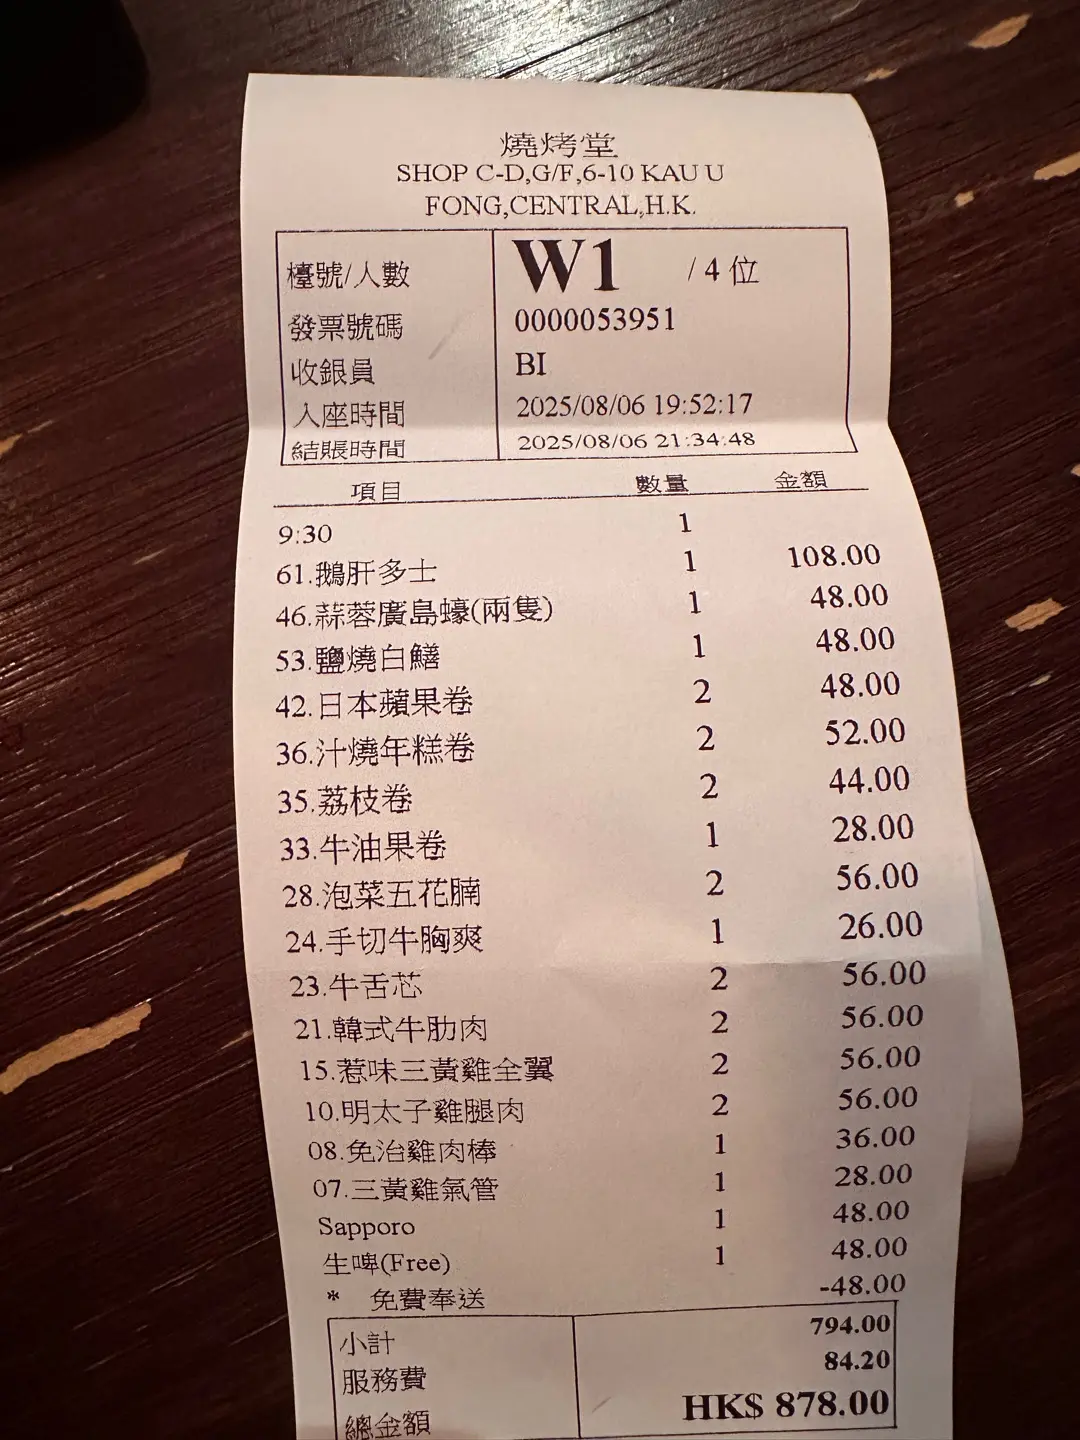 燒烤堂
SHOP C-D,G/F,6-10 KAU U
FONG,CENTRAL,H.K.
檯號/人數 W1 / 4 位
發票號碼 0000053951
收銀員 BI
入座時間 2025/08/06 19:52:17
結賬時間 2025/08/06 21:34:48
項目 數量 金額
9:30 1
61.鵝肝多士 1 108.00
46.蒜蓉廣島蠔(兩隻) 1 48.00
53.鹽燒白鱔 1 48.00
42.日本蘋果卷 2 48.00
36.汁燒年糕卷 2 52.00
35.荔枝卷 2 44.00
33.牛油果卷 1 28.00
28.泡菜五花腩 2 56.00
24.手切牛胸爽 1 26.00
23.牛舌芯 2 56.00
21.韓式牛肋肉 2 56.00
15.惹味三黃雞全翼 2 56.00
10.明太子雞腿肉 2 56.00
08.免治雞肉棒 1 36.00
07.三黃雞氣管 1 28.00
Sapporo 1 48.00
生啤(Free) 1 48.00
* 免費奉送 -48.00
小計 794.00
服務費 84.20
總金額 HK$ 878.00